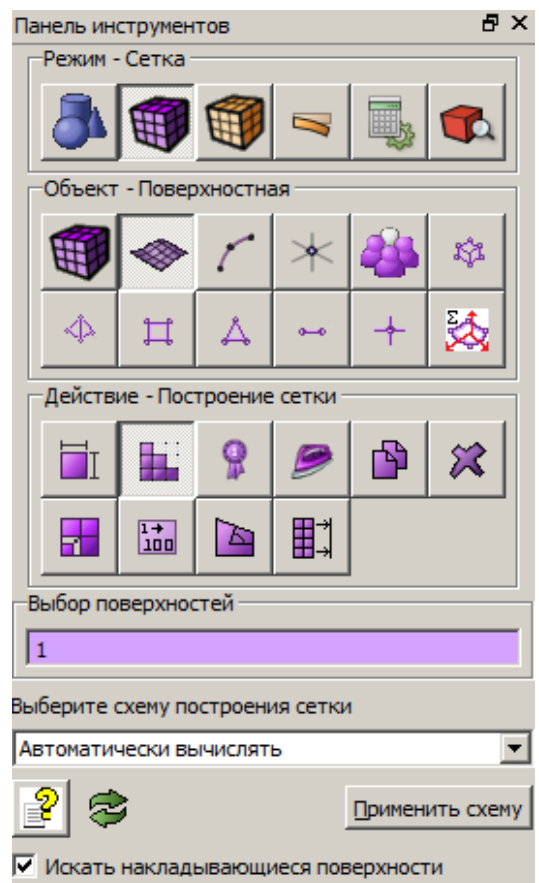 Панель инструментов
Режим - Сетка
Объект - Поверхностная
Σ
Действие - Построение сетки
1
1→
100
Выбор поверхностей
1
Выберите схему построения сетки
Автоматически вычислять
?
Применить схему
Искать накладывающиеся поверхности